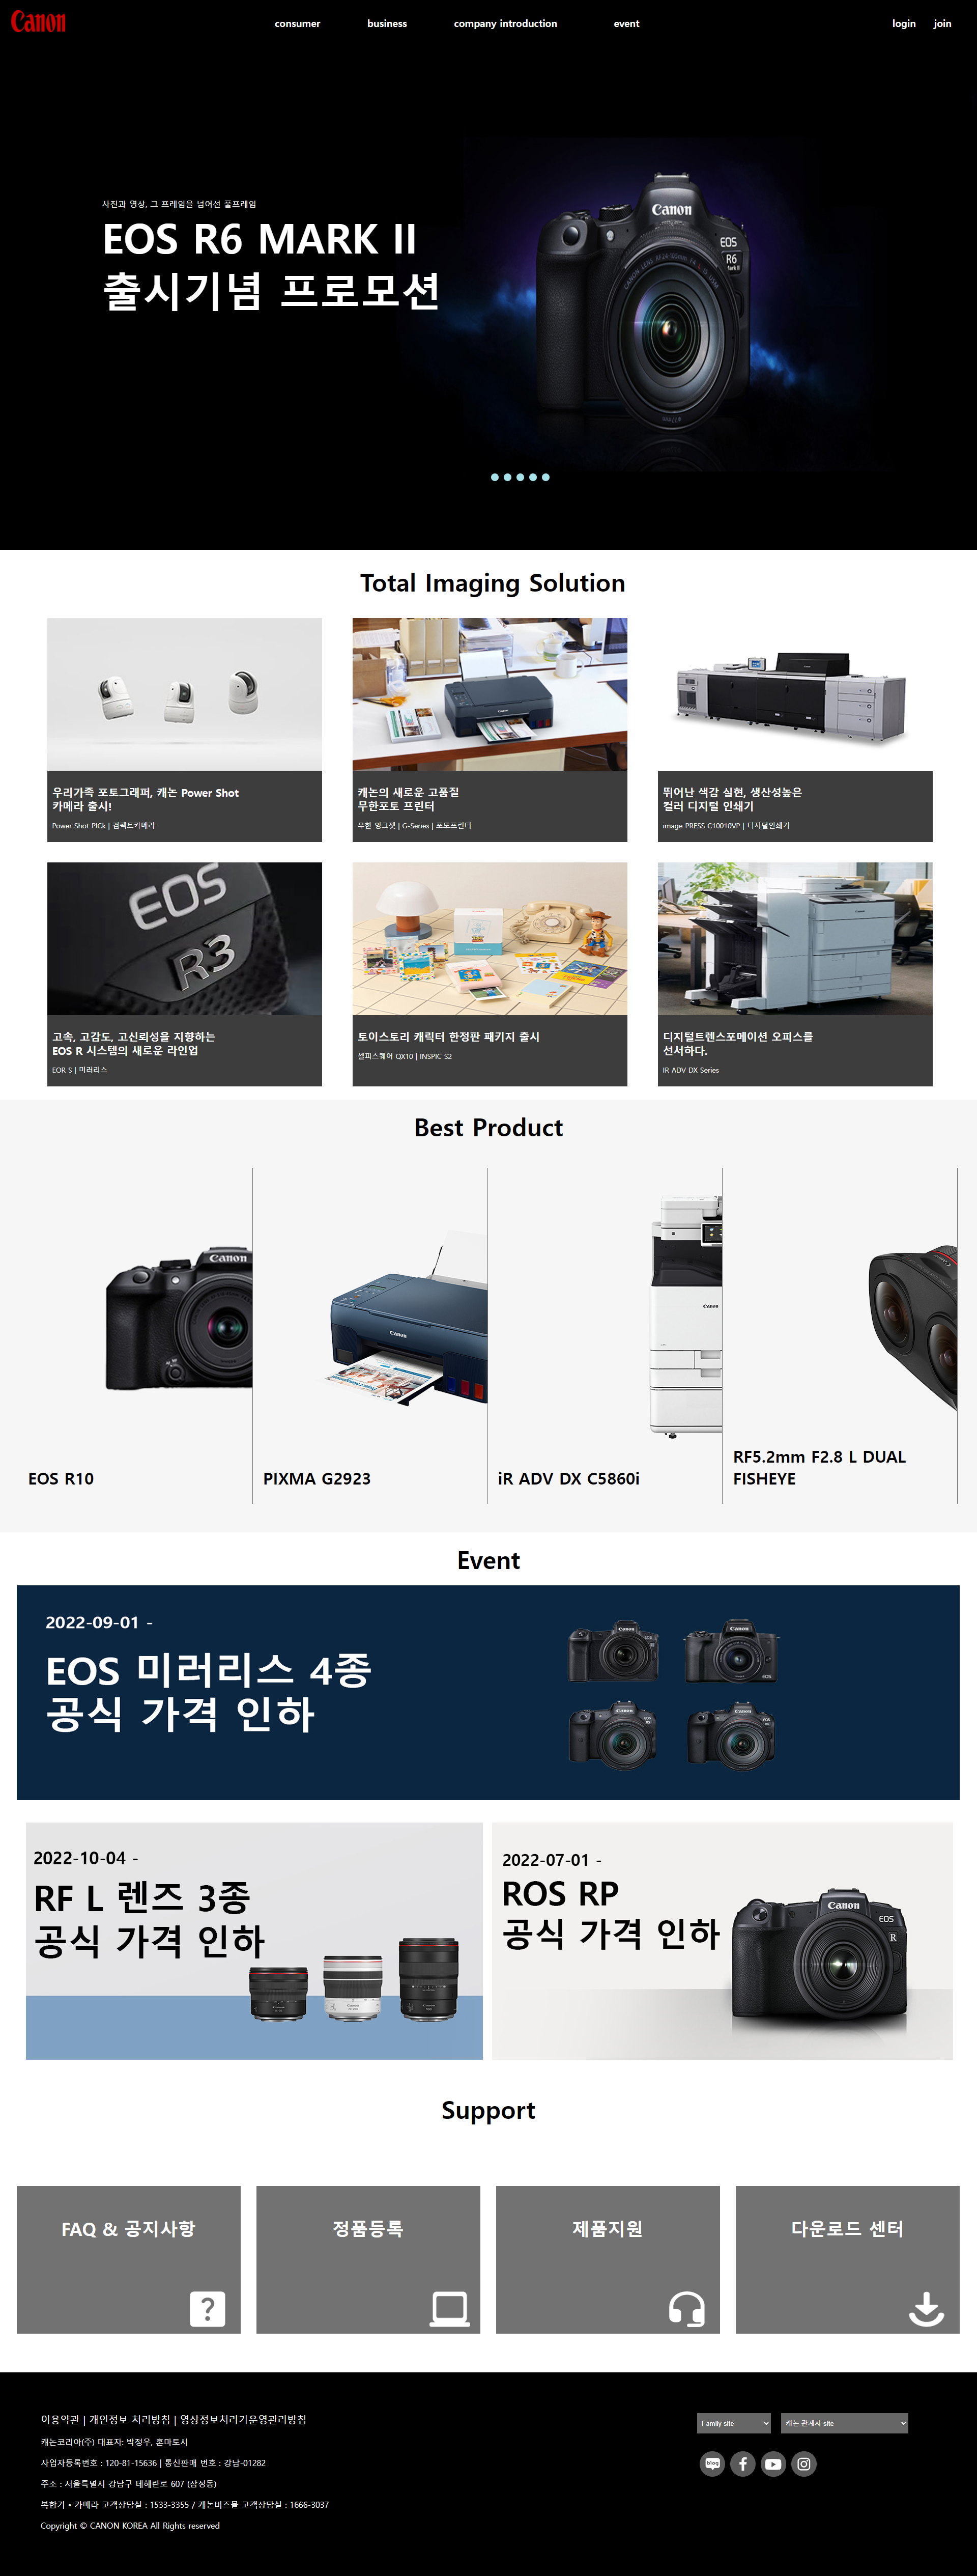 Canon
consumer
business
company introduction
event
login
join
사진과 영상, 그 프레임을 넘어선 풀프레임
EOS R6 MARK II
출시기념 프로모션
Canon
EOS
R6
Mark II
Total Imaging Solution
우리가족 포토그래퍼, 캐논 Power Shot
카메라 출시!
Power Shot PICk | 컴팩트카메라
캐논의 새로운 고품질
무한포토 프린터
무한 잉크젯 | G-Series | 포토프린터
뛰어난 색감 실현, 생산성높은
컬러 디지털 인쇄기
image PRESS C10010VP | 디지털인쇄기
EOS
R3
고속, 고감도, 고신뢰성을 지향하는
EOS R 시스템의 새로운 라인업
EOR S | 미러리스
토이스토리 캐릭터 한정판 패키지 출시
셀피스퀘어 QX10 | INSPIC S2
디지털트렌스포메이션 오피스를
선서하다.
IR ADV DX Series
Best Product
Canon
Canon
Canon
EOS R10
PIXMA G2923
iR ADV DX C5860i
RF5.2mm F2.8 L DUAL
FISHEYE
Event
2022-09-01 -
EOS 미러리스 4종
공식 가격 인하
Canon
Canon
EOS
Canon
Canon
2022-10-04 -
RF L 렌즈 3종
공식 가격 인하
2022-07-01 -
ROS RP
공식 가격 인하
Canon
EOS
R
Support
FAQ & 공지사항
정품등록
제품지원
다운로드 센터
이용약관 | 개인정보 처리방침 | 영상정보처리기운영관리방침
캐논코리아(주) 대표자: 박정우, 혼마토시
사업자등록번호 : 120-81-15636 | 통신판매 번호 : 강남-01282
주소 : 서울특별시 강남구 테헤란로 607 (삼성동)
복합기 • 카메라 고객상담실 : 1533-3355 / 캐논비즈몰 고객상담실 : 1666-3037
Copyright © CANON KOREA All Rights reserved
Family site
캐논 관계사 site
blog